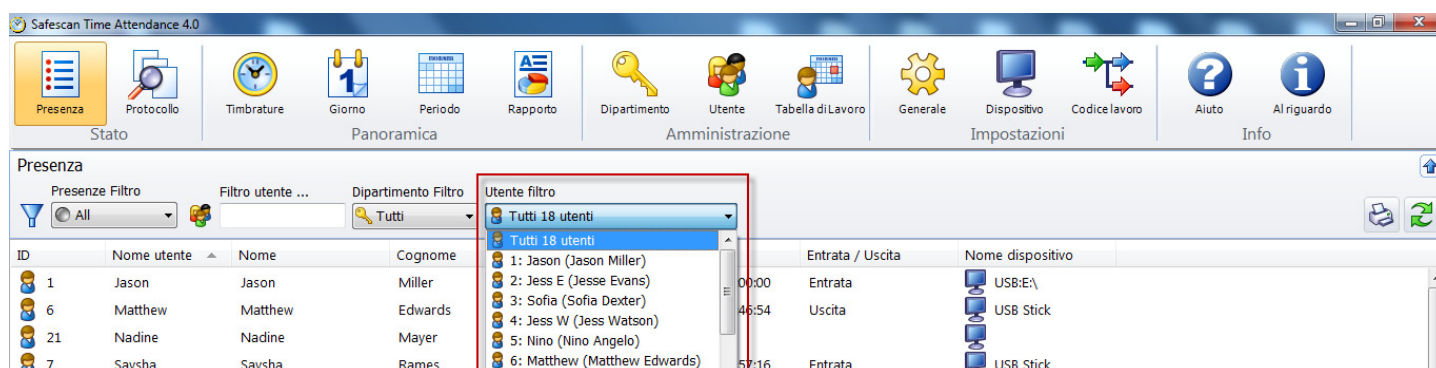 Safescan Time Attendance 4.0
Presenza Protocollo Timbrature Giorno Periodo Rapporto Dipartimento Utente Tabella di Lavoro Generale Dispositivo Codice lavoro Aiuto Al riguardo
Stato Panoramica Amministrazione Impostazioni Info
Presenza
Presenze Filtro Filtro utente ... Dipartimento Filtro Utente filtro
All Tutti Tutti 18 utenti
Tutti 18 utenti
ID Nome utente Nome Cognome Entrata / Uscita Nome dispositivo
1: Jason (Jason Miller)
1 Jason Jason Miller 2: Jess E (Jesse Evans) 00:00 Entrata USB:E:\
3: Sofia (Sofia Dexter)
6 Matthew Matthew Edwards 4: Jess W (Jess Watson) 46:54 Uscita USB Stick
21 Nadine Nadine Mayer 5: Nino (Nino Angelo)
6: Matthew (Matthew Edwards)
7 Saysha Saysha Rames 57:16 Entrata USB Stick